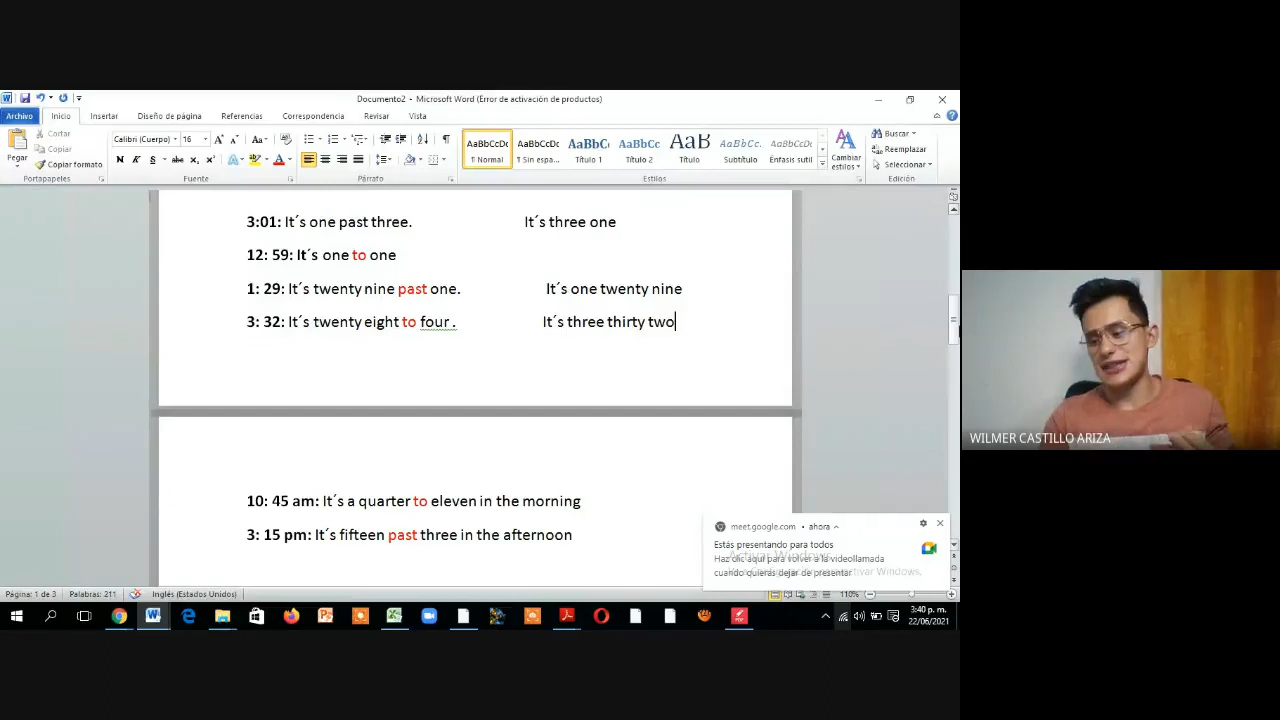 Documento2 - Microsoft Word (Error de activación de productos)
Archivo Inicio Insertar Diseño de página Referencias Correspondencia Revisar Vista
Pegar
Cortar
Copiar
Copiar formato
Portapapeles
Calibri (Cuerpo) 16
Fuente
Párrafo
AaBbCcDc AaBbCcDc AaBbC AaBbCc AaB AaBbCc. AaBbCcDc
¶ Normal ¶ Sin espa... Título 1 Título 2 Título Subtítulo Énfasis sutil
Estilos
Cambiar estilos
Buscar
Reemplazar
Seleccionar
Edición
3:01: It´s one past three. It´s three one
12: 59: It´s one to one
1: 29: It´s twenty nine past one. It´s one twenty nine
3: 32: It´s twenty eight to four . It´s three thirty two
10: 45 am: It´s a quarter to eleven in the morning
3: 15 pm: It´s fifteen past three in the afternoon
meet.google.com • ahora
Estás presentando para todos
Haz clic aquí para volver a la videollamada
cuando quieras dejar de presentar
Activar Windows
WILMER CASTILLO ARIZA
Página: 1 de 3 Palabras: 211 Inglés (Estados Unidos) 110%
3:40 p. m.
22/06/2021